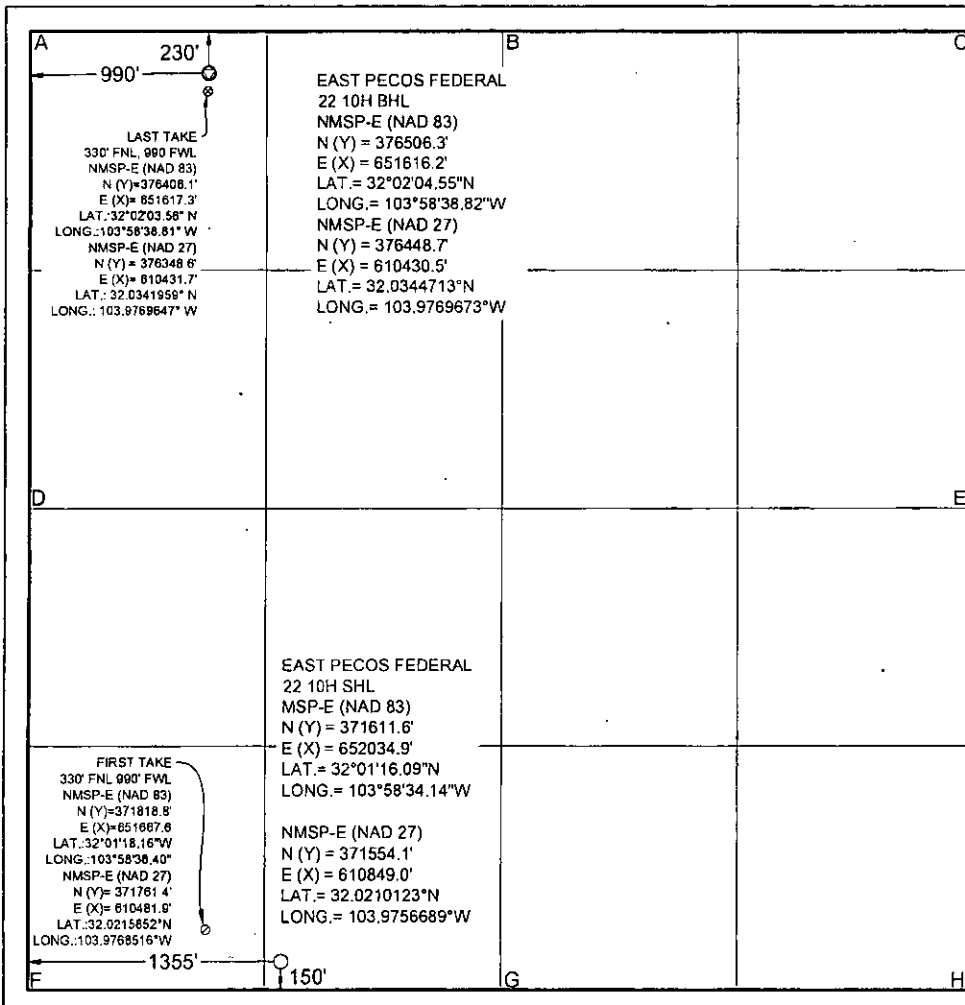 A
B
C
230'
990'
EAST PECOS FEDERAL
22 10H BHL
NMSP-E (NAD 83)
N (Y) = 376506.3'
E (X) = 651616.2'
LAT.= 32°02'04.55"N
LONG.= 103°58'38.82"W
NMSP-E (NAD 27)
N (Y) = 376448.7'
E (X) = 610430.5'
LAT.= 32.0344713°N
LONG.= 103.9769673°W
LAST TAKE
330' FNL, 990 FWL
NMSP-E (NAD 83)
N (Y)=376406.1'
E (X)= 651617.3'
LAT.:32°02'03.56" N
LONG.:103°58'38.81" W
NMSP-E (NAD 27)
N (Y) = 376348.6'
E (X)= 610431.7'
LAT.: 32.0341959° N
LONG.: 103.9769647° W
D
E
EAST PECOS FEDERAL
22 10H SHL
MSP-E (NAD 83)
N (Y) = 371611.6'
E (X) = 652034.9'
LAT.= 32°01'16.09"N
LONG.= 103°58'34.14"W
NMSP-E (NAD 27)
N (Y) = 371554.1'
E (X) = 610849.0'
LAT.= 32.0210123°N
LONG.= 103.9756689°W
FIRST TAKE
330' FNL 990' FWL
NMSP-E (NAD 83)
N (Y)=371818.8'
E (X)=651667.6
LAT.:32°01'18.16"W
LONG.:103°58'38.40"
NMSP-E (NAD 27)
N (Y)= 371761.4'
E (X)= 610481.9'
LAT.:32.0215852°N
LONG.:103.9768516°W
1355'
150'
F
G
H